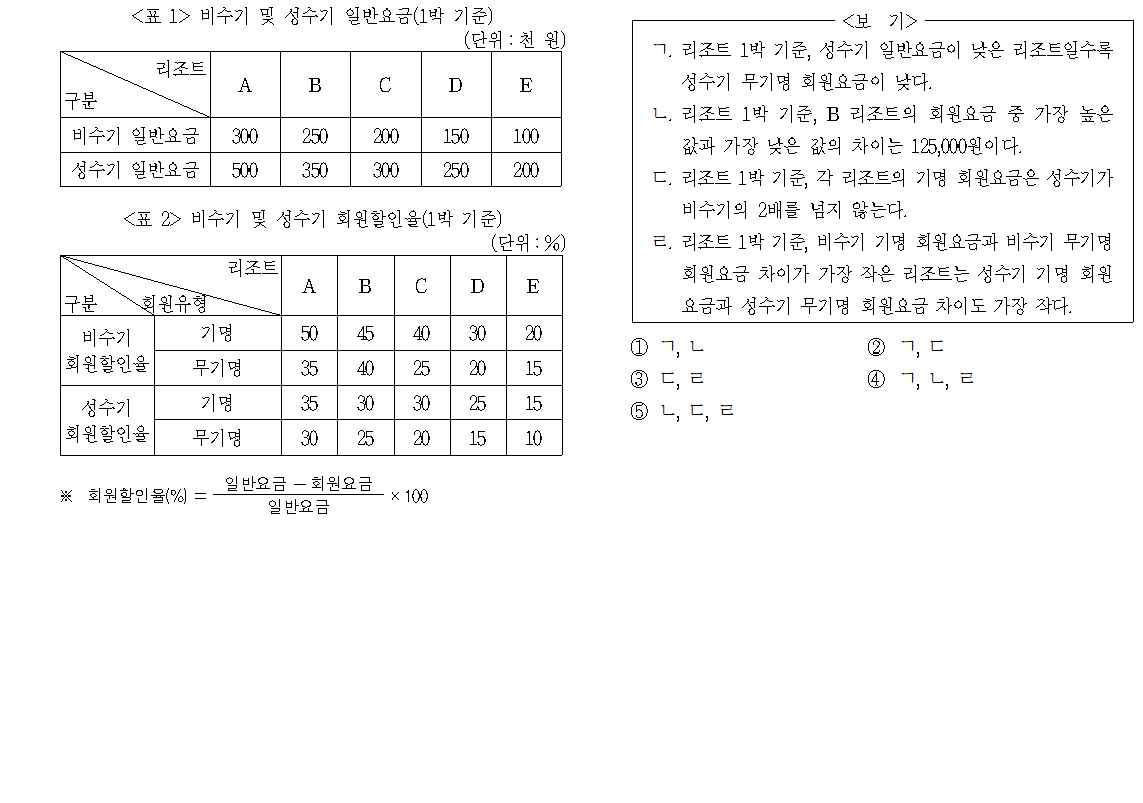 <표 1> 비수기 및 성수기 일반요금(1박 기준)
(단위 : 천 원)
리조트 A B C D E
구분
비수기 일반요금 300 250 200 150 100
성수기 일반요금 500 350 300 250 200
<표 2> 비수기 및 성수기 회원할인율(1박 기준)
(단위 : %)
리조트 A B C D E
구분 회원유형
비수기 회원할인율 기명 50 45 40 30 20
무기명 35 40 25 20 15
성수기 회원할인율 기명 35 30 30 25 15
무기명 30 25 20 15 10
※ 회원할인율(%) = 일반요금 − 회원요금 / 일반요금 × 100
<보 기>
ㄱ. 리조트 1박 기준, 성수기 일반요금이 낮은 리조트일수록
성수기 무기명 회원요금이 낮다.
ㄴ. 리조트 1박 기준, B 리조트의 회원요금 중 가장 높은
값과 가장 낮은 값의 차이는 125,000원이다.
ㄷ. 리조트 1박 기준, 각 리조트의 기명 회원요금은 성수기가
비수기의 2배를 넘지 않는다.
ㄹ. 리조트 1박 기준, 비수기 기명 회원요금과 비수기 무기명
회원요금 차이가 가장 작은 리조트는 성수기 기명 회원
요금과 성수기 무기명 회원요금 차이도 가장 작다.
① ㄱ, ㄴ ② ㄱ, ㄷ
③ ㄷ, ㄹ ④ ㄱ, ㄴ, ㄹ
⑤ ㄴ, ㄷ, ㄹ